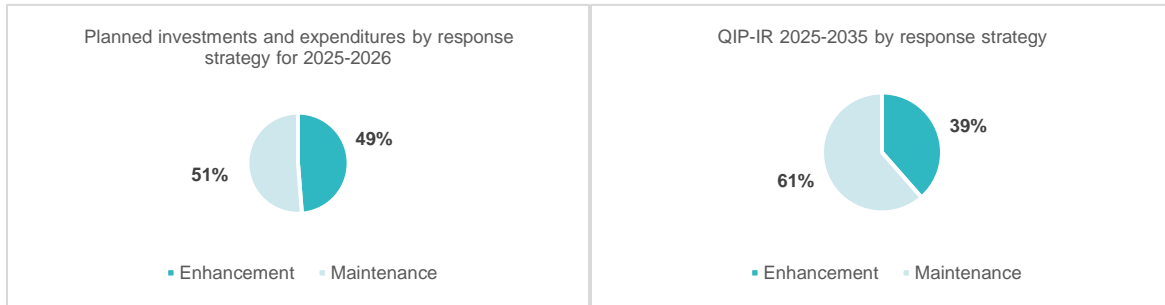 Planned investments and expenditures by response
strategy for 2025-2026
49%
51%
Enhancement Maintenance
QIP-IR 2025-2035 by response strategy
39%
61%
Enhancement Maintenance